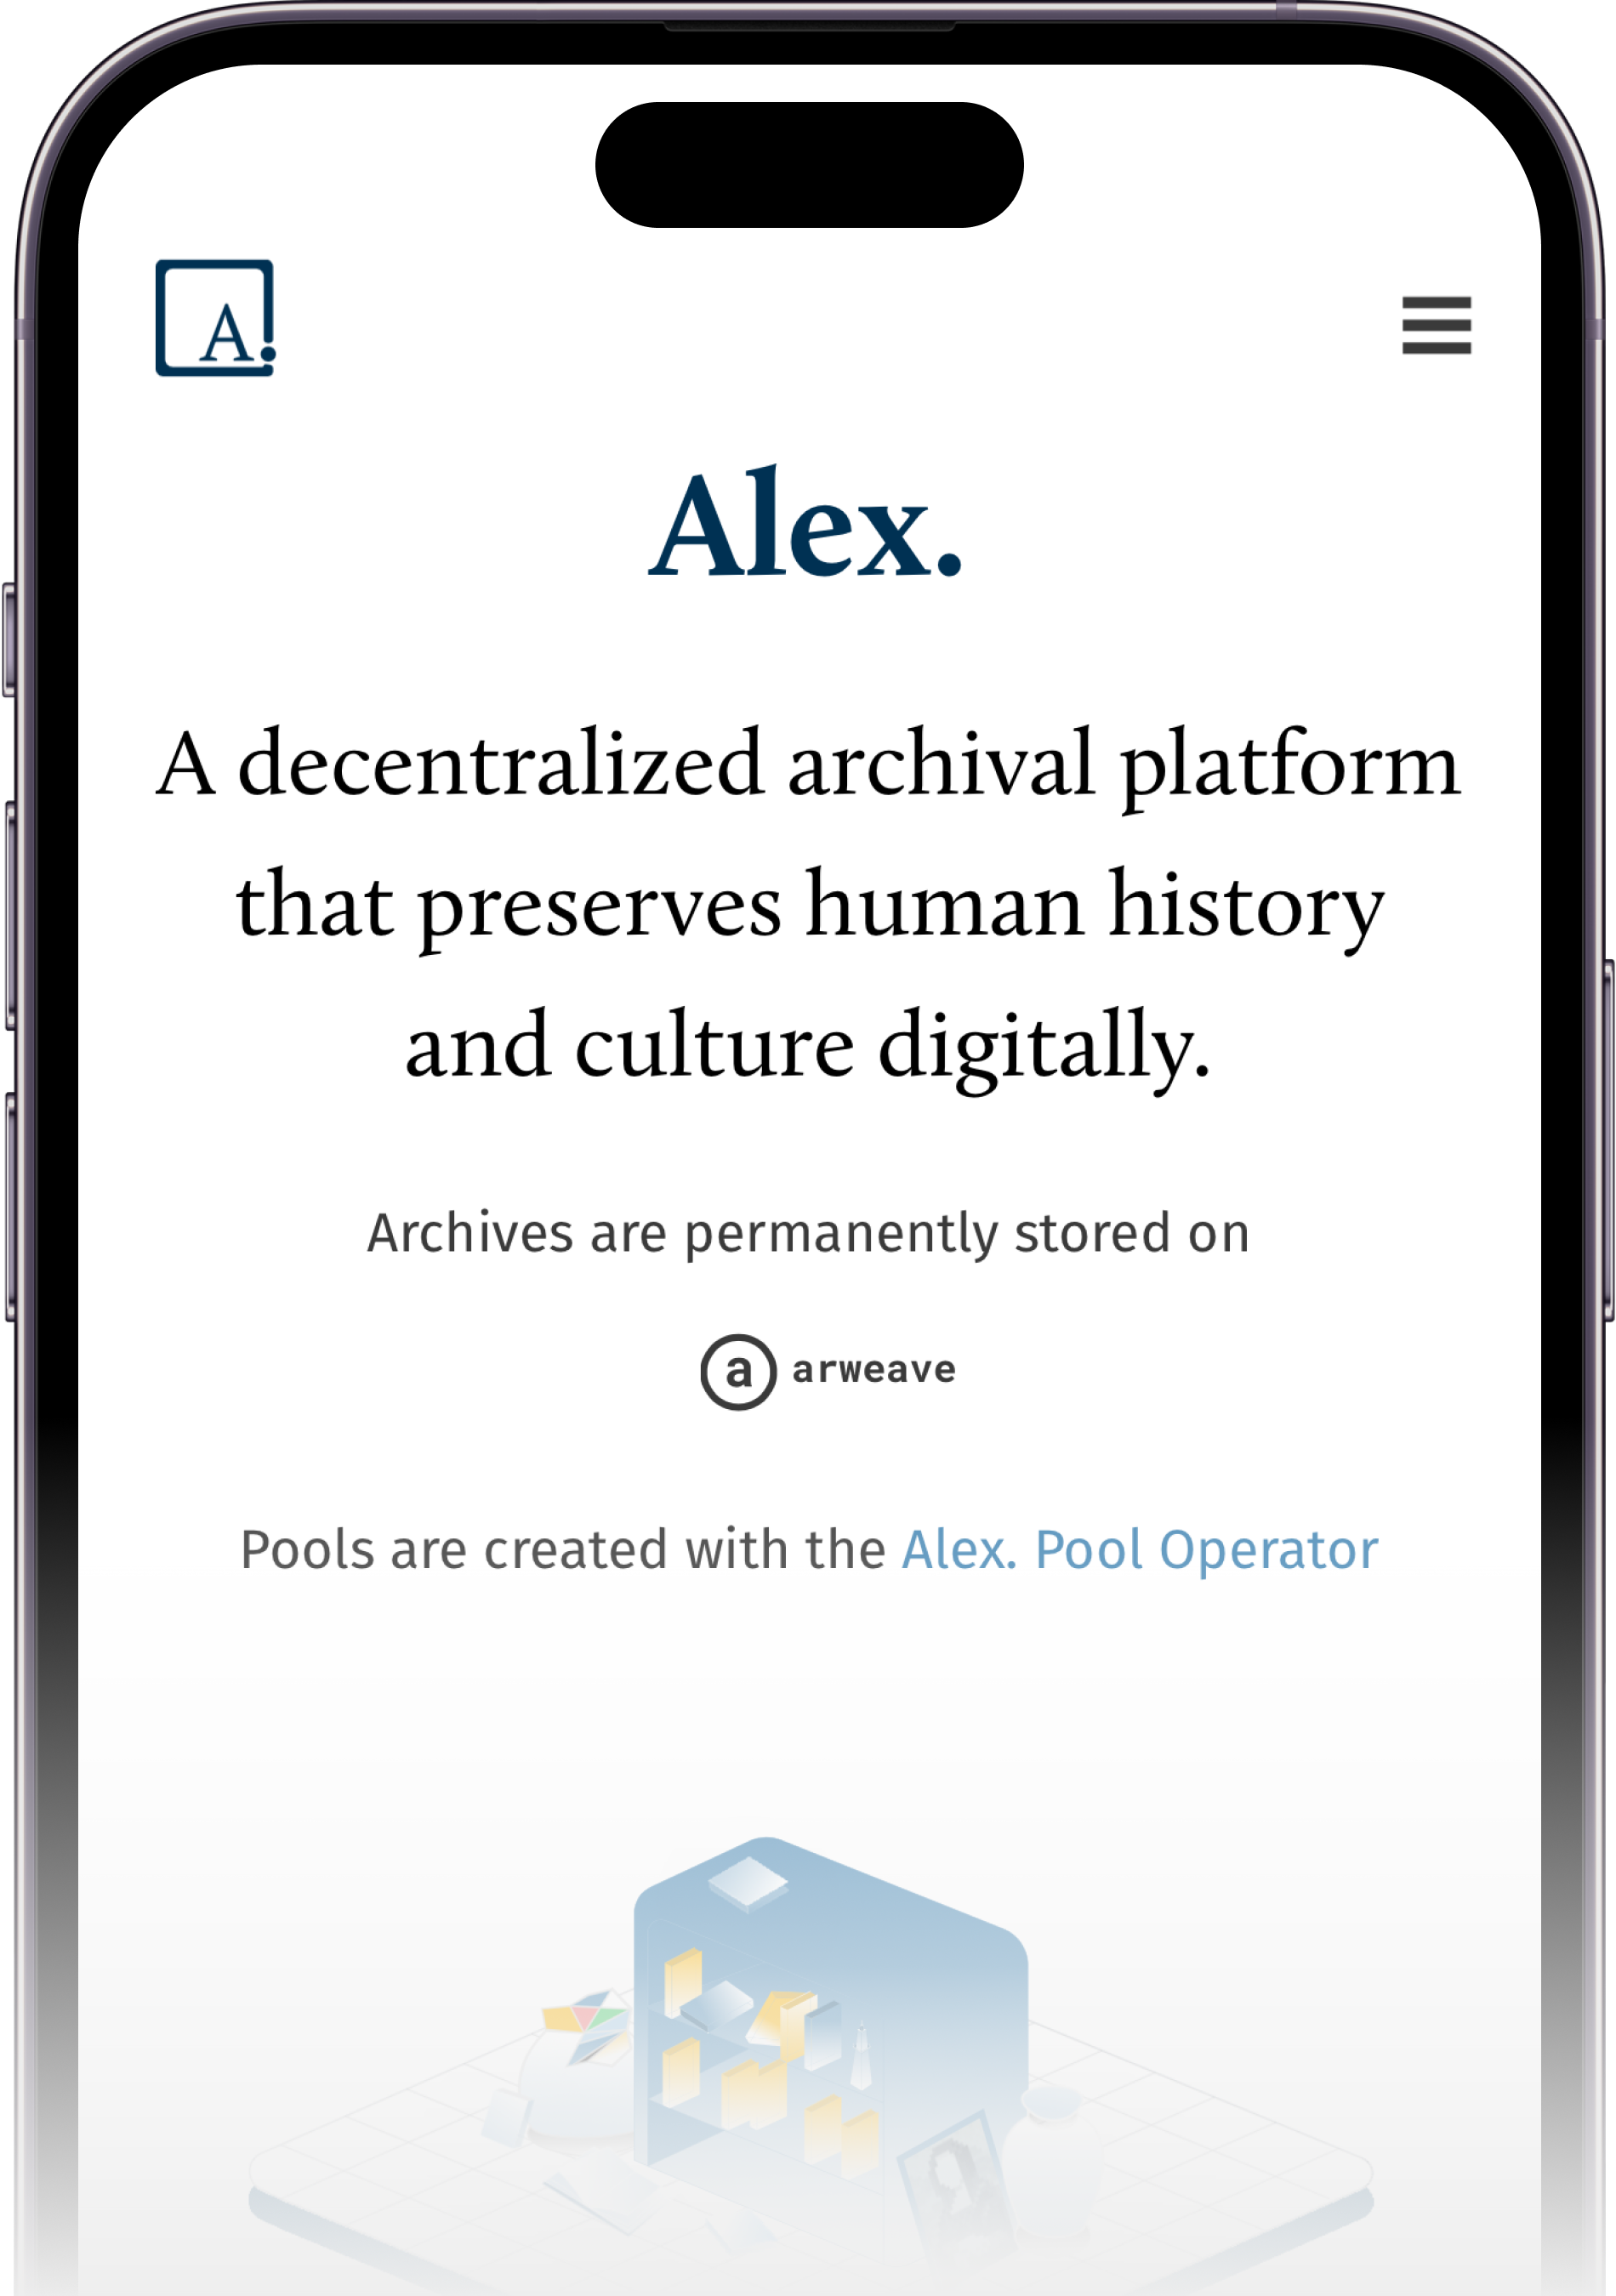 A.
Alex.
A decentralized archival platform
that preserves human history
and culture digitally.
Archives are permanently stored on
a arweave
Pools are created with the Alex. Pool Operator